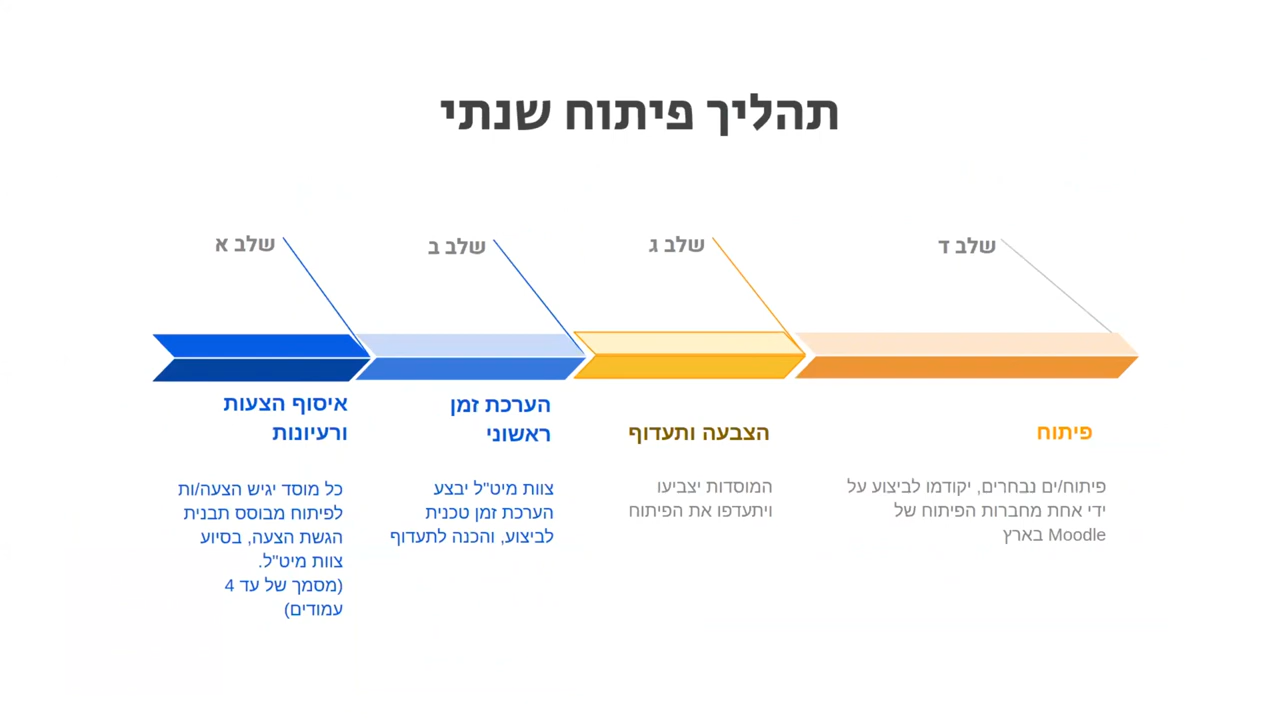 תהליך פיתוח שנתי
שלב א
איסוף הצעות
ורעיונות
כל מוסד יגיש הצעה/ות
לפיתוח מבוסס תבנית
הגשת הצעה, בסיוע
צוות מיט"ל.
(מסמך של עד 4
עמודים)
שלב ב
הערכת זמן
ראשוני
צוות מיט"ל יבצע
הערכת זמן טכנית
לביצוע, והכנה לתעדוף
שלב ג
הצבעה ותעדוף
המוסדות יצביעו
ויתעדפו את הפיתוח
שלב ד
פיתוח
פיתוח/ים נבחרים, יקודמו לביצוע על
ידי אחת מחברות הפיתוח של
Moodle בארץ